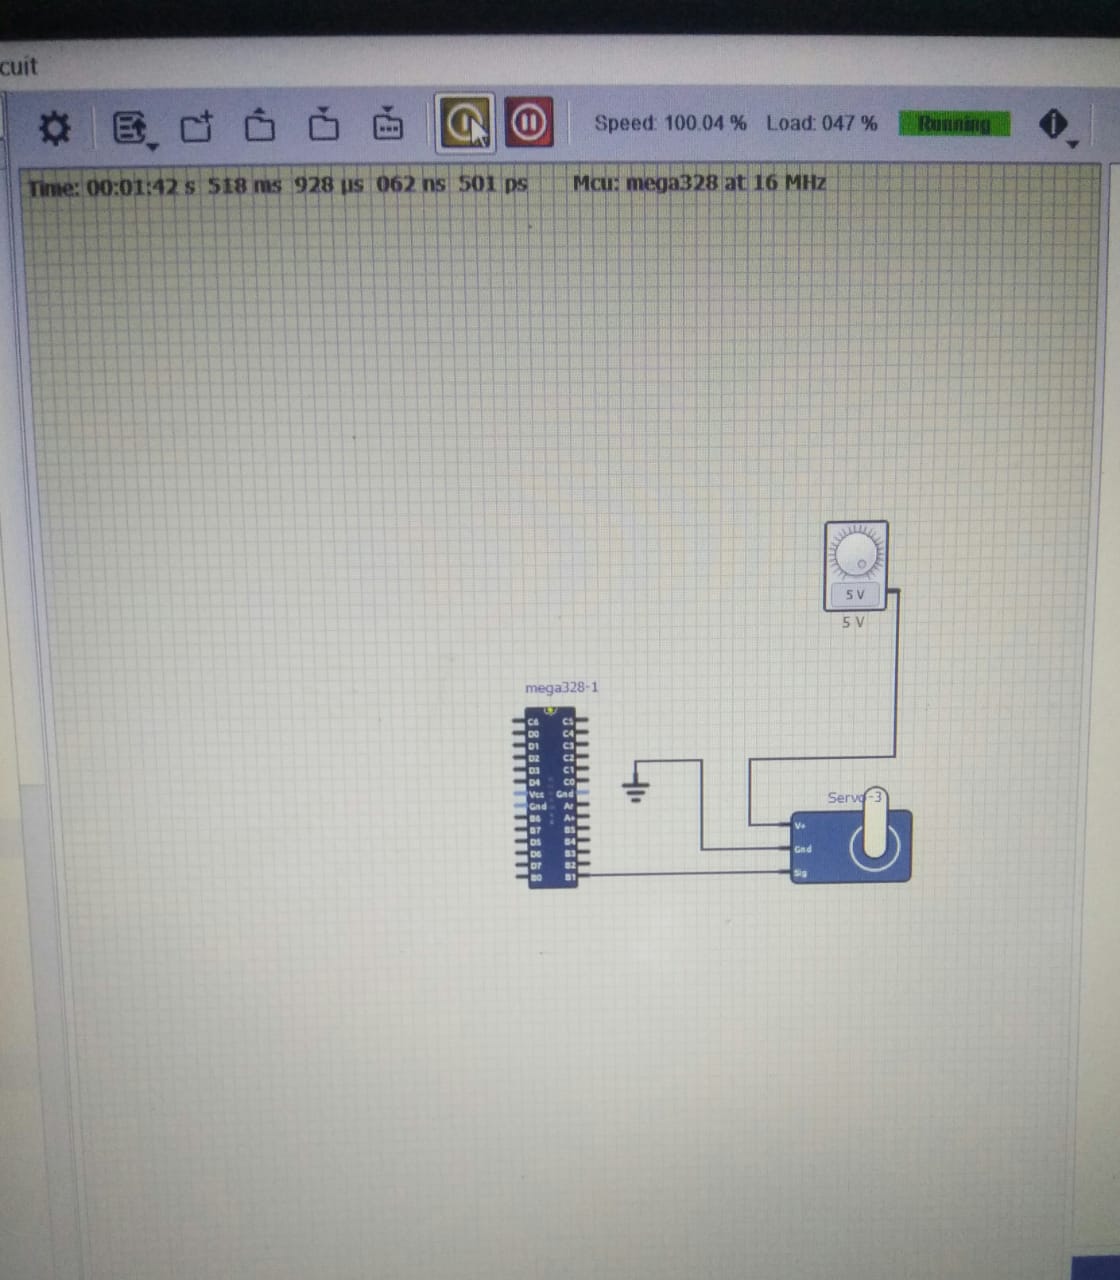 cuit
Speed: 100.04 % Load: 047 % Running
Time: 00:01:42 s 518 ms 928 µs 062 ns 501 ps Mcu: mega328 at 16 MHz
5 V
5 V
mega328-1
C6 C5
D0 C4
D1 C3
D2 C2
D3 C1
D4 C0
Vcc Gnd
Gnd Ar
B6 A+
B7 B5
D5 B4
D6 B3
D7 B2
B0 B1
Servo-3
V+
Gnd
Sig